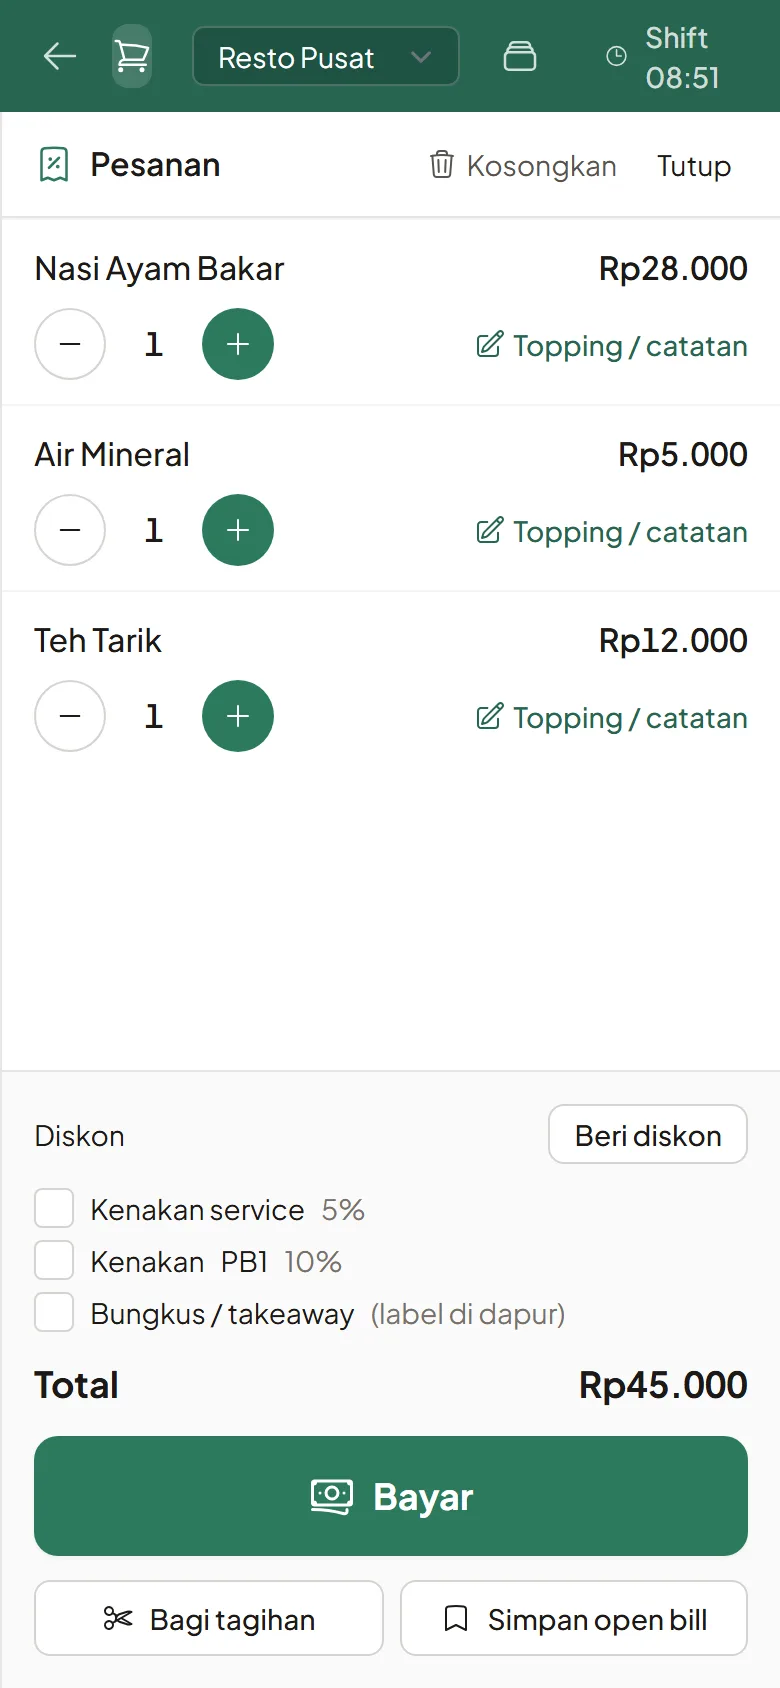 Resto Pusat
Shift
08:51
Pesanan
Kosongkan
Tutup
Nasi Ayam Bakar
Rp28.000
1
Topping / catatan
Air Mineral
Rp5.000
1
Topping / catatan
Teh Tarik
Rp12.000
1
Topping / catatan
Diskon
Beri diskon
Kenakan service 5%
Kenakan PB1 10%
Bungkus / takeaway (label di dapur)
Total
Rp45.000
Bayar
Bagi tagihan
Simpan open bill